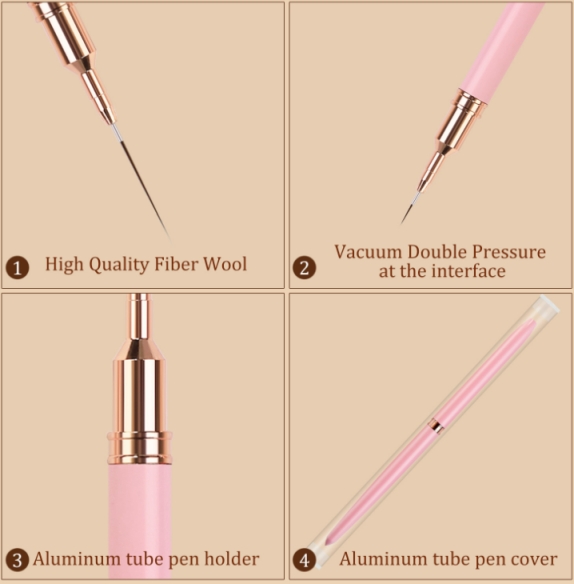 1 High Quality Fiber Wool
2 Vacuum Double Pressure
at the interface
3 Aluminum tube pen holder
4 Aluminum tube pen cover